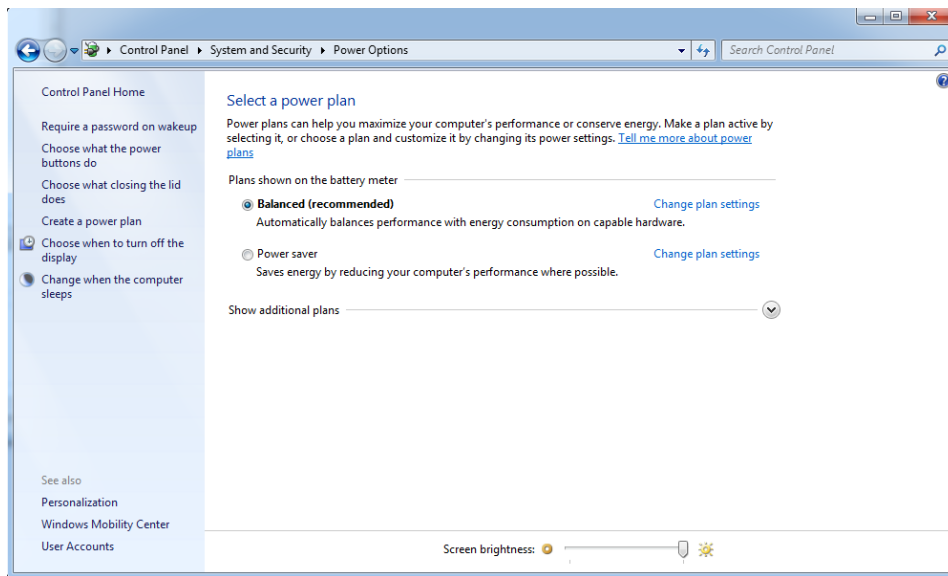 Control Panel ▸ System and Security ▸ Power Options
Search Control Panel
Control Panel Home
Require a password on wakeup
Choose what the power
buttons do
Choose what closing the lid
does
Create a power plan
Choose when to turn off the
display
Change when the computer
sleeps
See also
Personalization
Windows Mobility Center
User Accounts
Select a power plan
Power plans can help you maximize your computer's performance or conserve energy. Make a plan active by
selecting it, or choose a plan and customize it by changing its power settings. Tell me more about power
plans
Plans shown on the battery meter
Balanced (recommended) Change plan settings
Automatically balances performance with energy consumption on capable hardware.
Power saver Change plan settings
Saves energy by reducing your computer's performance where possible.
Show additional plans
Screen brightness: